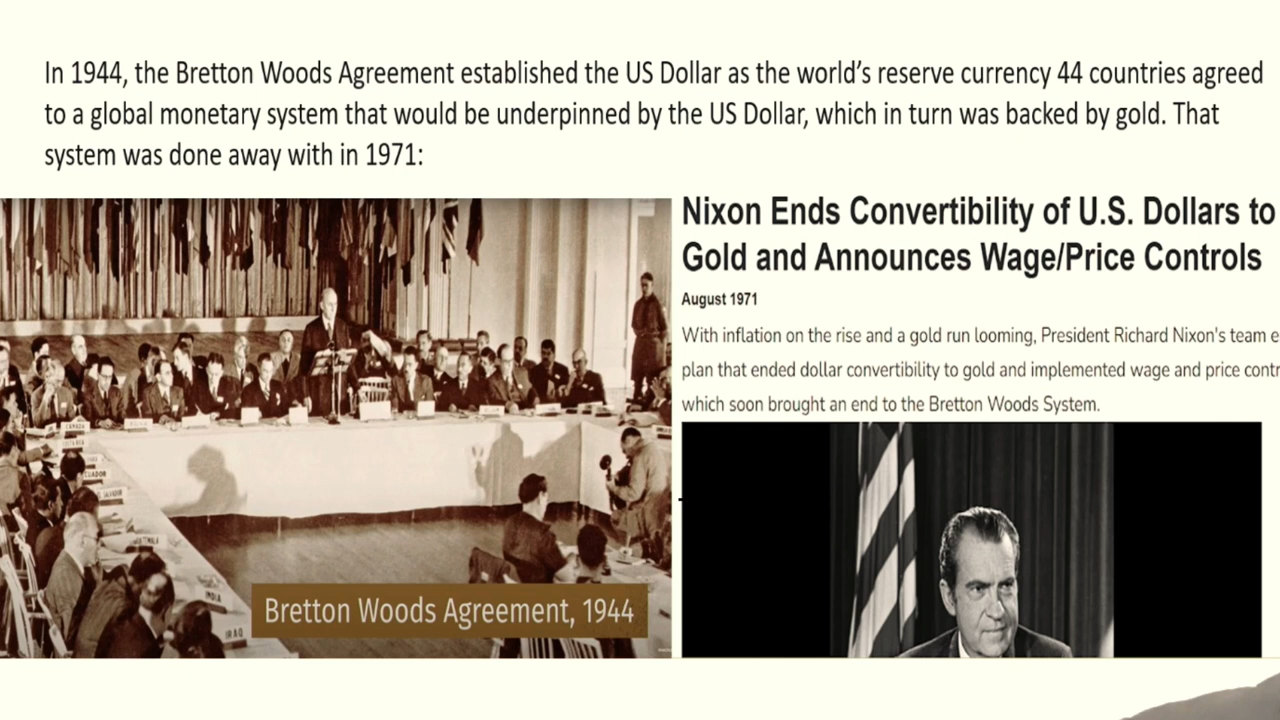 In 1944, the Bretton Woods Agreement established the US Dollar as the world's reserve currency 44 countries agreed
to a global monetary system that would be underpinned by the US Dollar, which in turn was backed by gold. That
system was done away with in 1971:
Nixon Ends Convertibility of U.S. Dollars to
Gold and Announces Wage/Price Controls
August 1971
With inflation on the rise and a gold run looming, President Richard Nixon's team e
plan that ended dollar convertibility to gold and implemented wage and price contr
which soon brought an end to the Bretton Woods System.
CANADA
INDIA
IRAQ
Bretton Woods Agreement, 1944